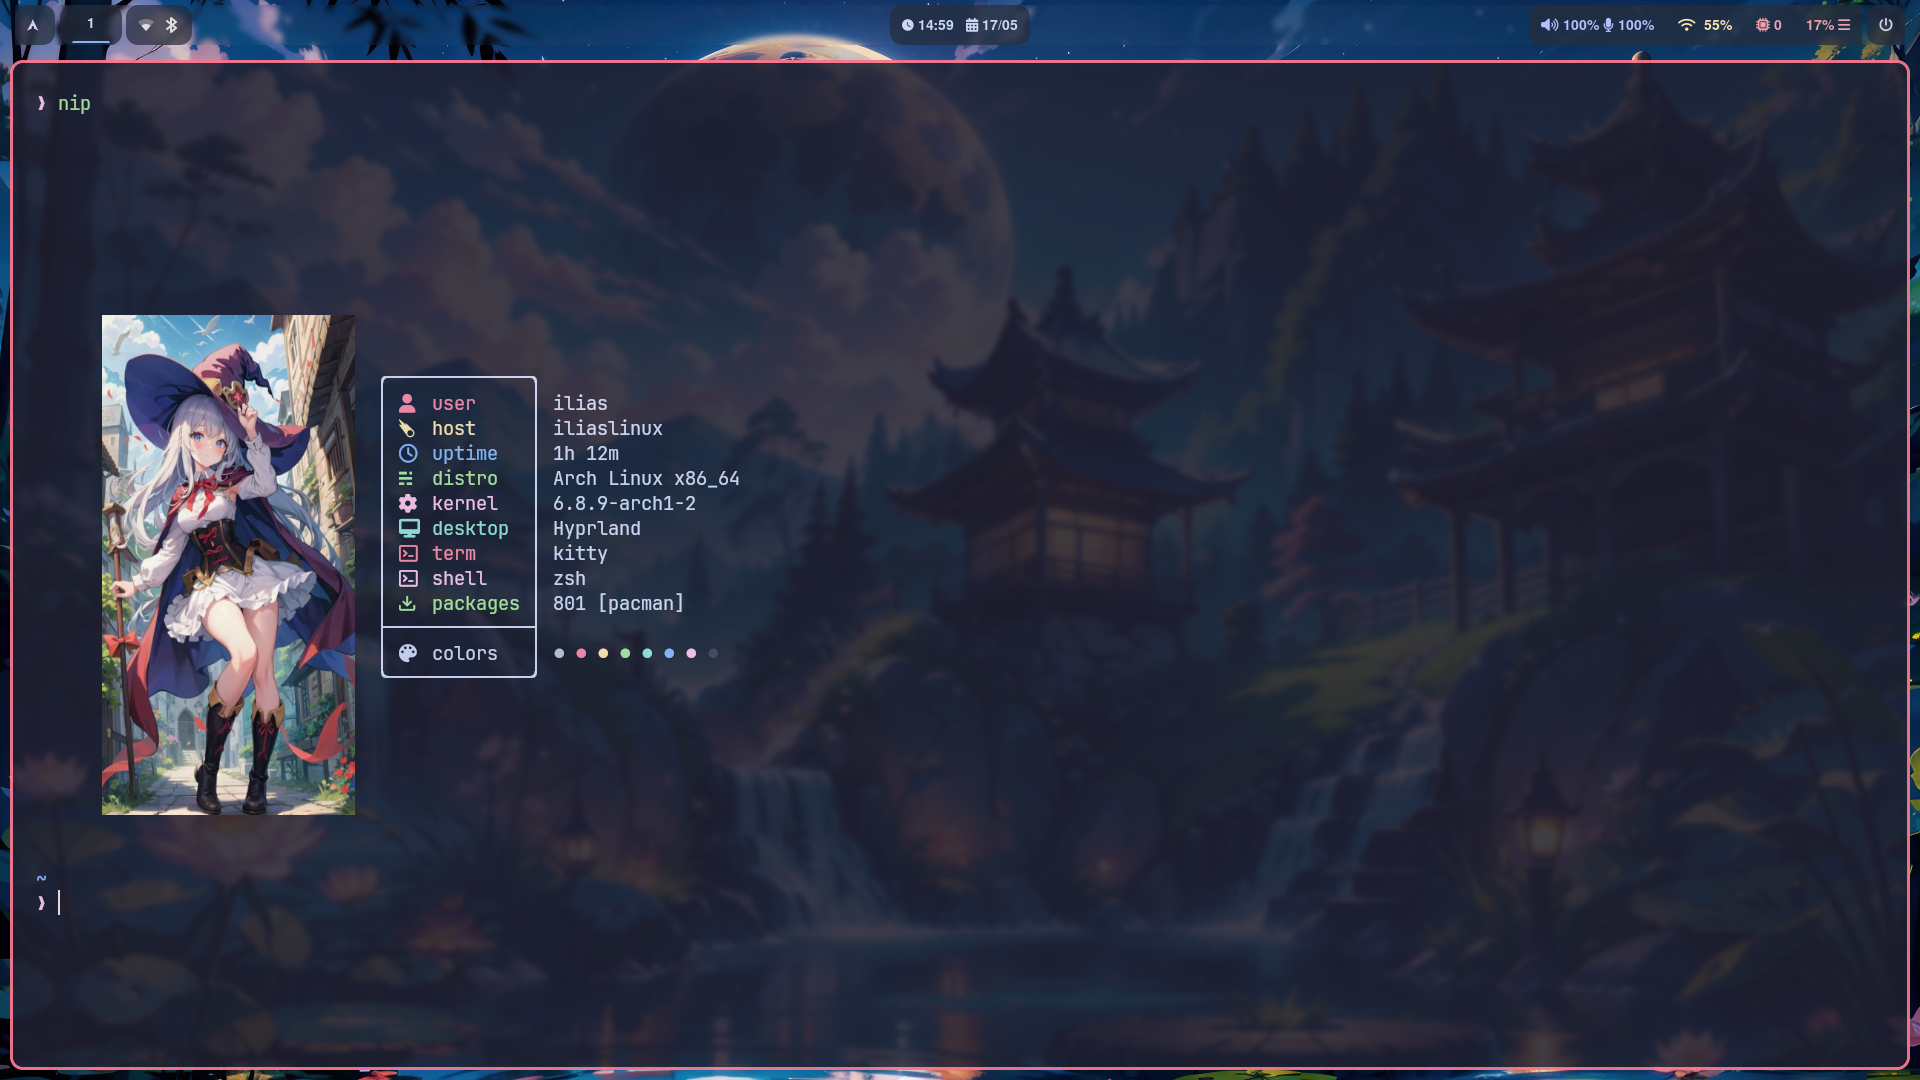 1
14:59 17/05
100% 100% 55% 0 17%
❫ nip
user ilias
host iliaslinux
uptime 1h 12m
distro Arch Linux x86_64
kernel 6.8.9-arch1-2
desktop Hyprland
term kitty
shell zsh
packages 801 [pacman]
colors
~
❫